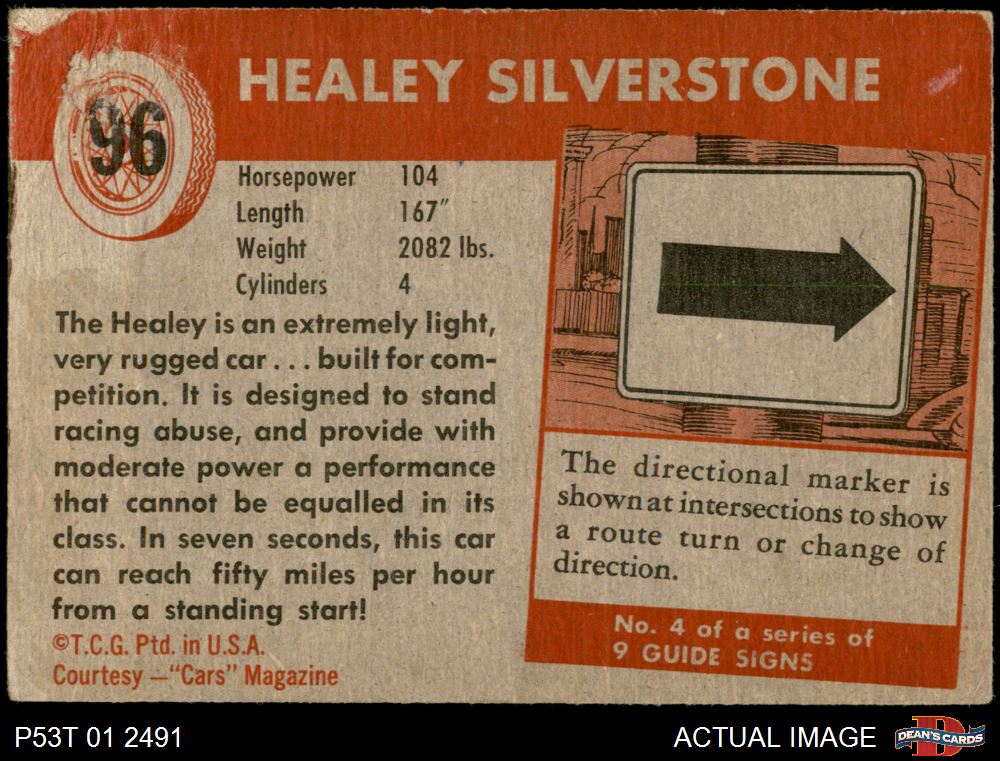 HEALEY SILVERSTONE
96
Horsepower 104
Length 167"
Weight 2082 lbs.
Cylinders 4
The Healey is an extremely light,
very rugged car . . . built for com-
petition. It is designed to stand
racing abuse, and provide with
moderate power a performance
that cannot be equalled in its
class. In seven seconds, this car
can reach fifty miles per hour
from a standing start!
©T.C.G. Ptd. in U.S.A.
Courtesy —"Cars" Magazine
The directional marker is
shown at intersections to show
a route turn or change of
direction.
No. 4 of a series of
9 GUIDE SIGNS
P53T 01 2491
ACTUAL IMAGE
D
DEAN'S CARDS